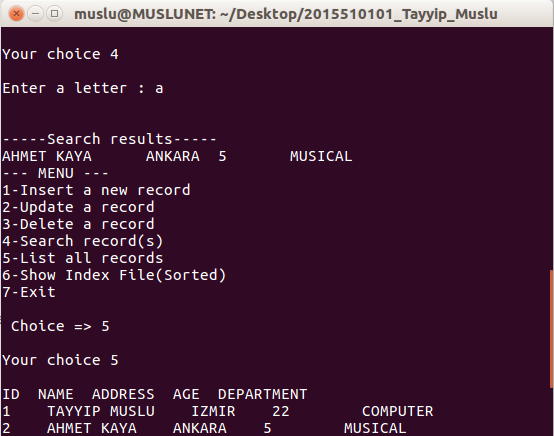 muslu@MUSLUNET: ~/Desktop/2015510101_Tayyip_Muslu
Your choice 4
Enter a letter : a
-----Search results-----
AHMET KAYA      ANKARA  5       MUSICAL
--- MENU ---
1-Insert a new record
2-Update a record
3-Delete a record
4-Search record(s)
5-List all records
6-Show Index File(Sorted)
7-Exit
Choice => 5
Your choice 5
ID  NAME  ADDRESS  AGE  DEPARTMENT
1    TAYYIP MUSLU    IZMIR    22        COMPUTER
2    AHMET KAYA    ANKARA    5        MUSICAL